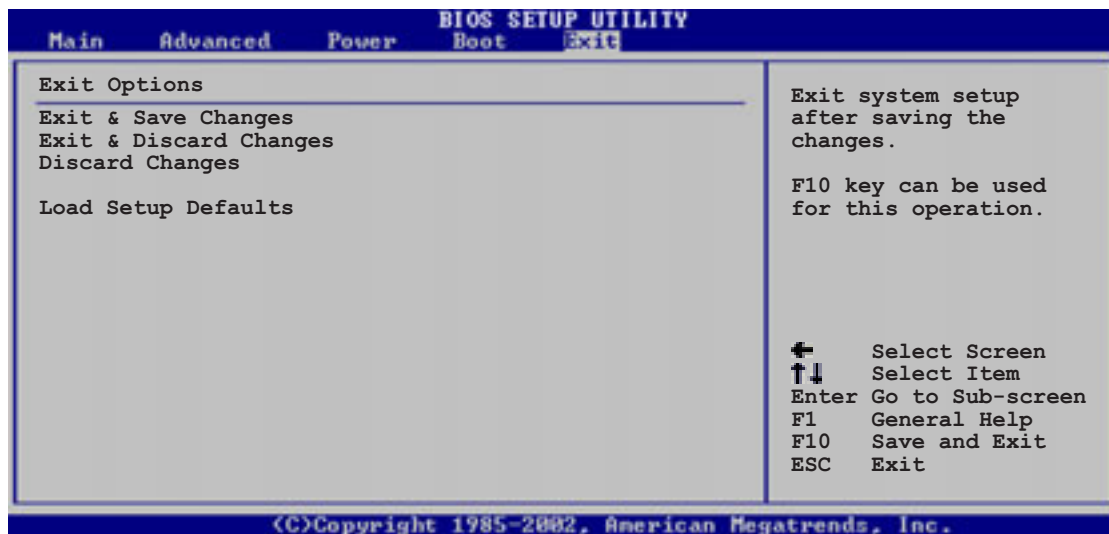 BIOS SETUP UTILITY
Main Advanced Power Boot Exit
Exit Options
Exit & Save Changes
Exit & Discard Changes
Discard Changes
Load Setup Defaults
Exit system setup
after saving the
changes.
F10 key can be used
for this operation.
← Select Screen
↑↓ Select Item
Enter Go to Sub-screen
F1 General Help
F10 Save and Exit
ESC Exit
(C)Copyright 1985-2002, American Megatrends, Inc.